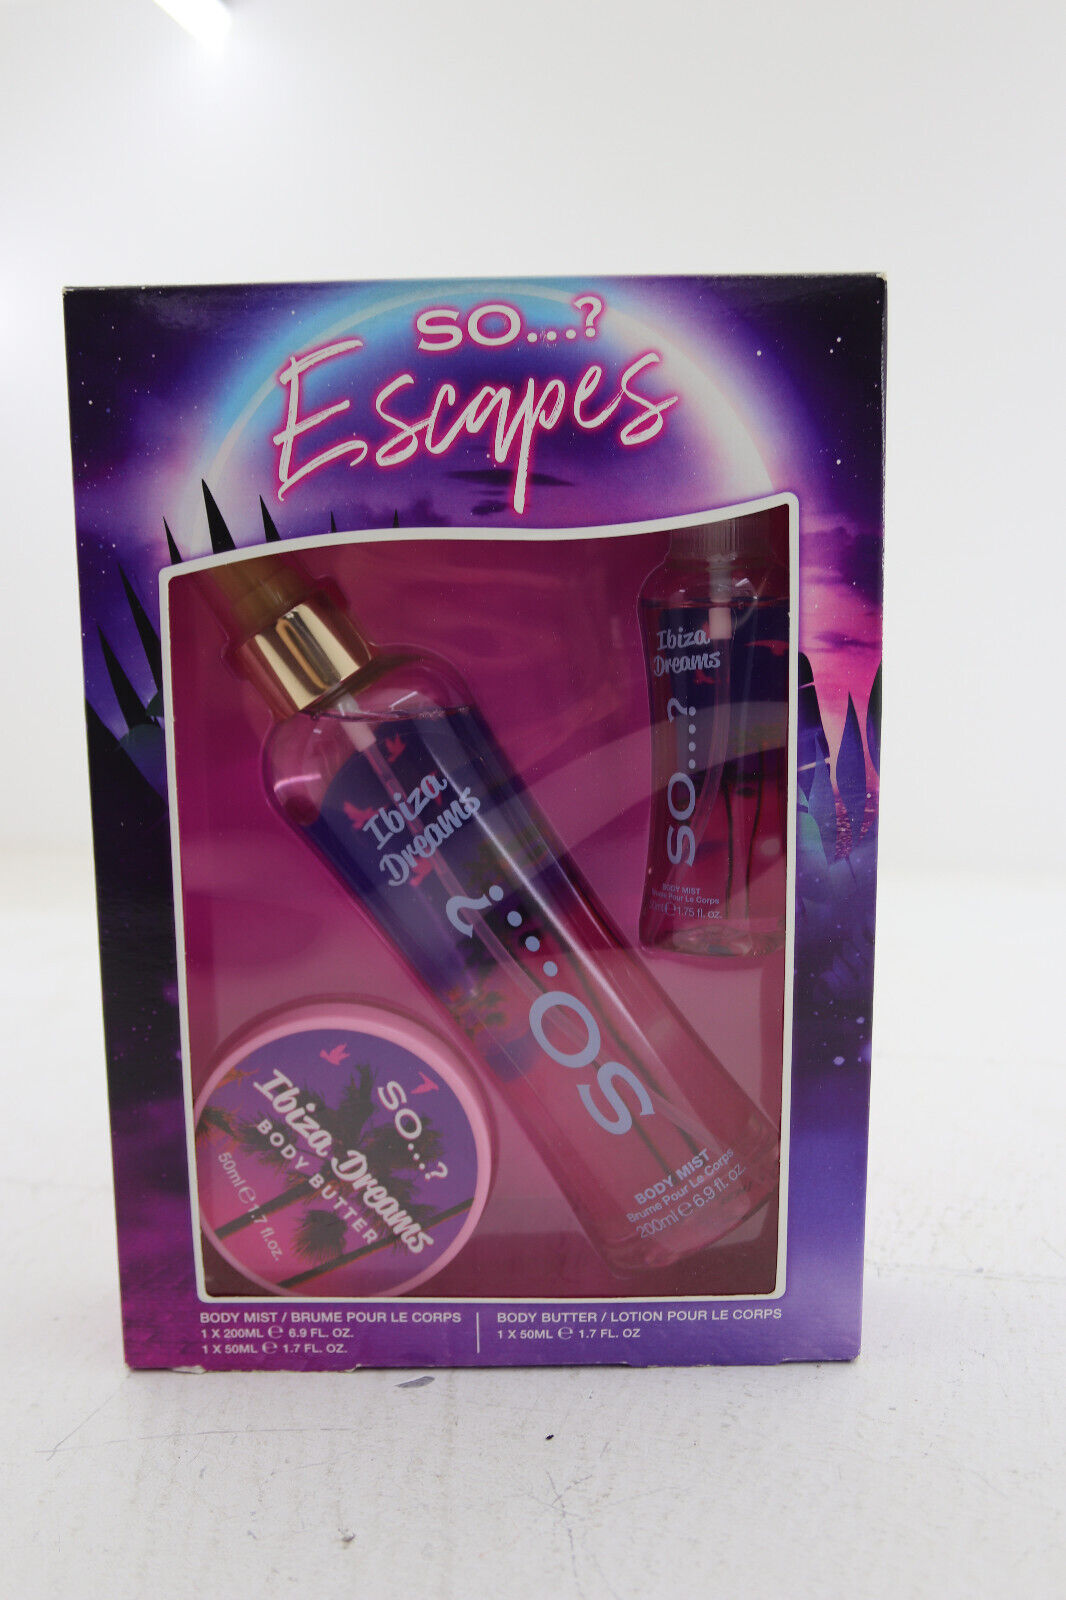 SO...?
Escapes
Ibiza
Dreams
SO....?
BODY MIST
Brume Pour Le Corps
50ml e 1.75 fl. oz.
Ibiza
Dreams
SO....?
BODY MIST
Brume Pour Le Corps
200ml e 6.9 fl. oz.
SO...?
Ibiza Dreams
BODY BUTTER
50ml e 1.7 fl.oz.
BODY MIST / BRUME POUR LE CORPS
1 X 200ML e 6.9 FL. OZ.
1 X 50ML e 1.7 FL. OZ.
BODY BUTTER / LOTION POUR LE CORPS
1 X 50ML e 1.7 FL. OZ